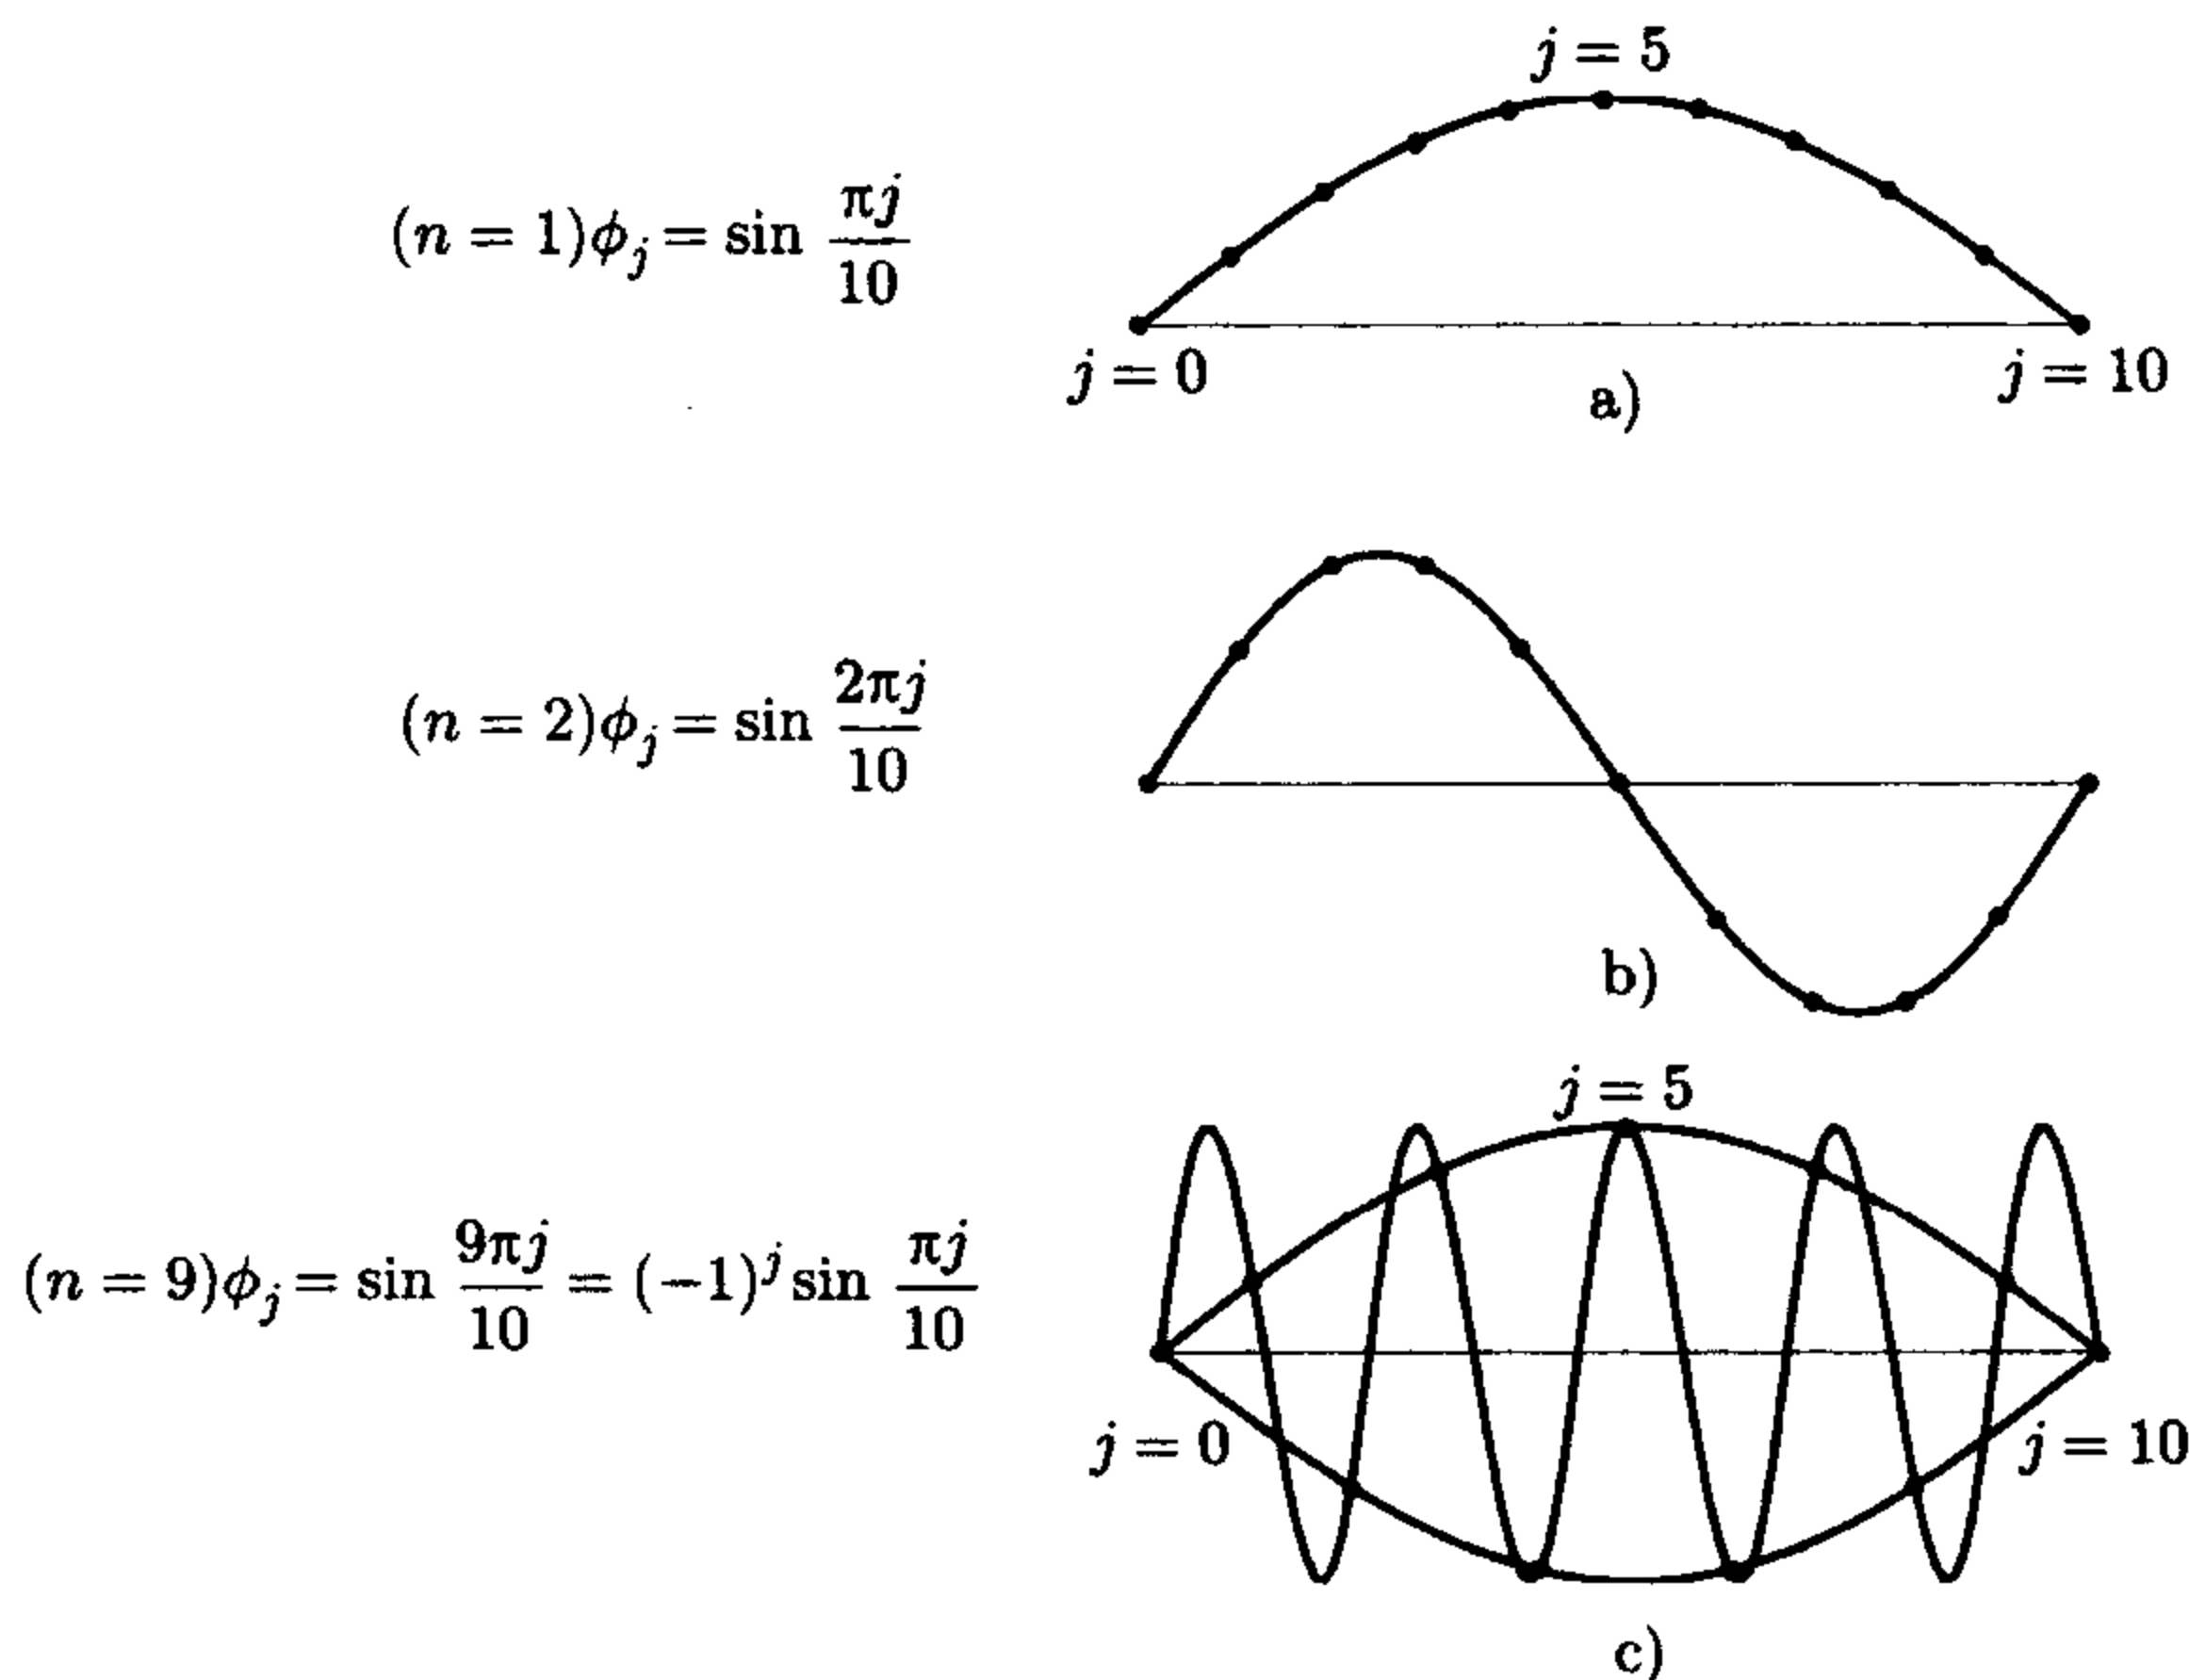 j = 5
(n = 1)ϕ_j = sin πj/10
j = 0
j = 10
a)
(n = 2)ϕ_j = sin 2πj/10
b)
j = 5
(n = 9)ϕ_j = sin 9πj/10 = (−1)^j sin πj/10
j = 0
j = 10
c)